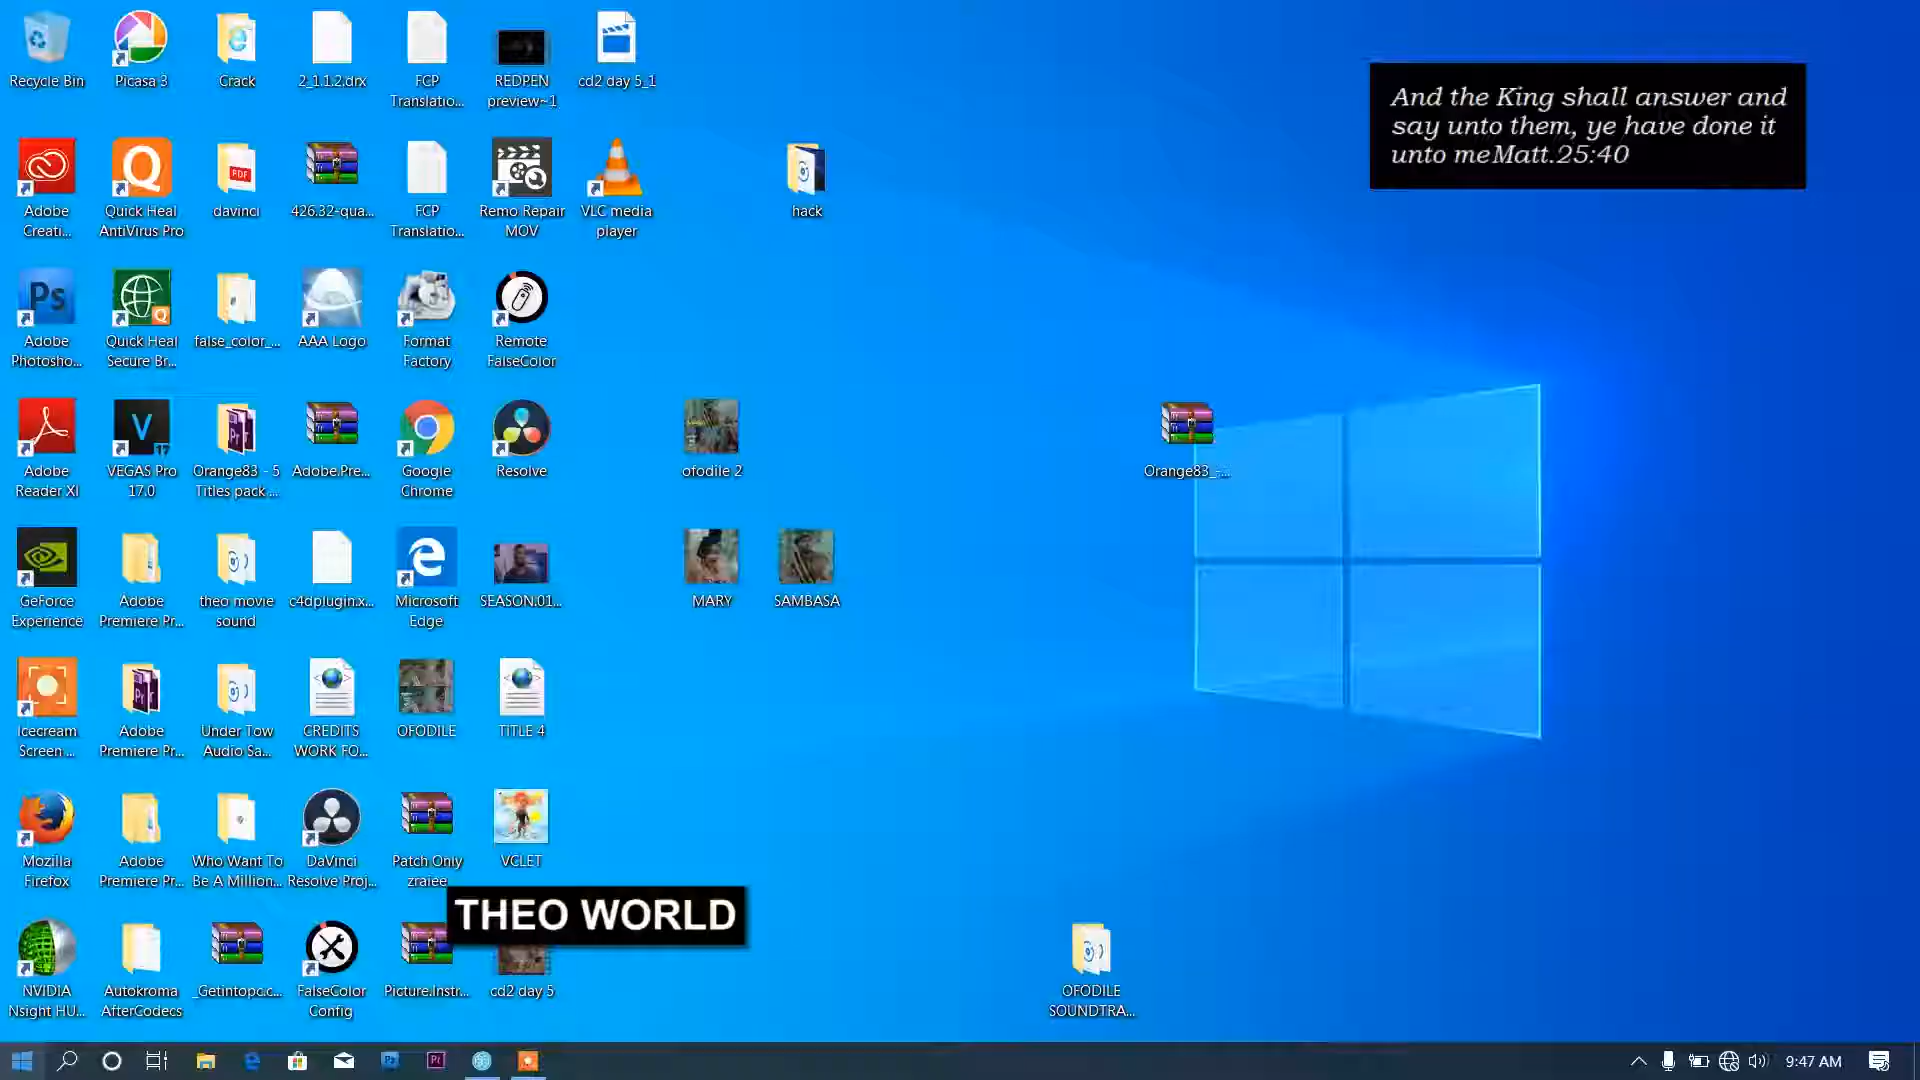 Recycle Bin
Picasa 3
Crack
2_1.1.2.drx
FCP
Translatio...
REDPEN
preview~1
cd2 day 5_1
And the King shall answer and
say unto them, ye have done it
unto meMatt.25:40
Adobe
Creati...
Quick Heal
AntiVirus Pro
PDF
davinci
426.32-qua...
FCP
Translatio...
Remo Repair
MOV
VLC media
player
hack
Ps
Adobe
Photosho...
Quick Heal
Secure Br...
false_color_...
AAA Logo
Format
Factory
Remote
FalseColor
Adobe
Reader XI
V
VEGAS Pro
17.0
Pr
Orange83 - 5
Titles pack ...
Adobe.Pre...
Google
Chrome
Resolve
ofodile 2
Orange83_-...
GeForce
Experience
Adobe
Premiere Pr...
theo movie
sound
c4dplugin.x...
Microsoft
Edge
SEASON.01...
MARY
SAMBASA
Icecream
Screen ...
Pr
Adobe
Premiere Pr...
Under Tow
Audio Sa...
CREDITS
WORK FO...
OFODILE
TITLE 4
Mozilla
Firefox
Adobe
Premiere Pr...
Who Want To
Be A Million...
DaVinci
Resolve Proj...
Patch Only
zraiee
VCLET
THEO WORLD
NVIDIA
Nsight HU...
Autokroma
AfterCodecs
_Getintopc.c...
FalseColor
Config
Picture.Instr...
cd2 day 5
OFODILE
SOUNDTRA...
Ps
Pr
9:47 AM